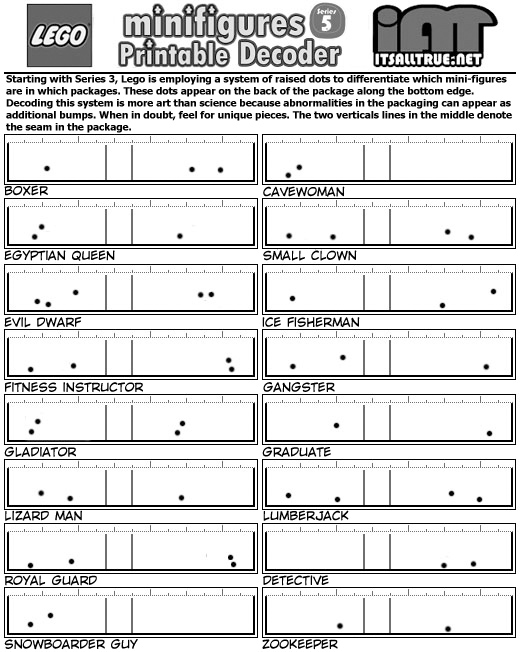 LEGO
minifigures
Series
5
Printable Decoder
iAT
ITSALLTRUE.NET
Starting with Series 3, Lego is employing a system of raised dots to differentiate which mini-figures
are in which packages. These dots appear on the back of the package along the bottom edge.
Decoding this system is more art than science because abnormalities in the packaging can appear as
additional bumps. When in doubt, feel for unique pieces. The two verticals lines in the middle denote
the seam in the package.
BOXER
CAVEWOMAN
EGYPTIAN QUEEN
SMALL CLOWN
EVIL DWARF
ICE FISHERMAN
FITNESS INSTRUCTOR
GANGSTER
GLADIATOR
GRADUATE
LIZARD MAN
LUMBERJACK
ROYAL GUARD
DETECTIVE
SNOWBOARDER GUY
ZOOKEEPER